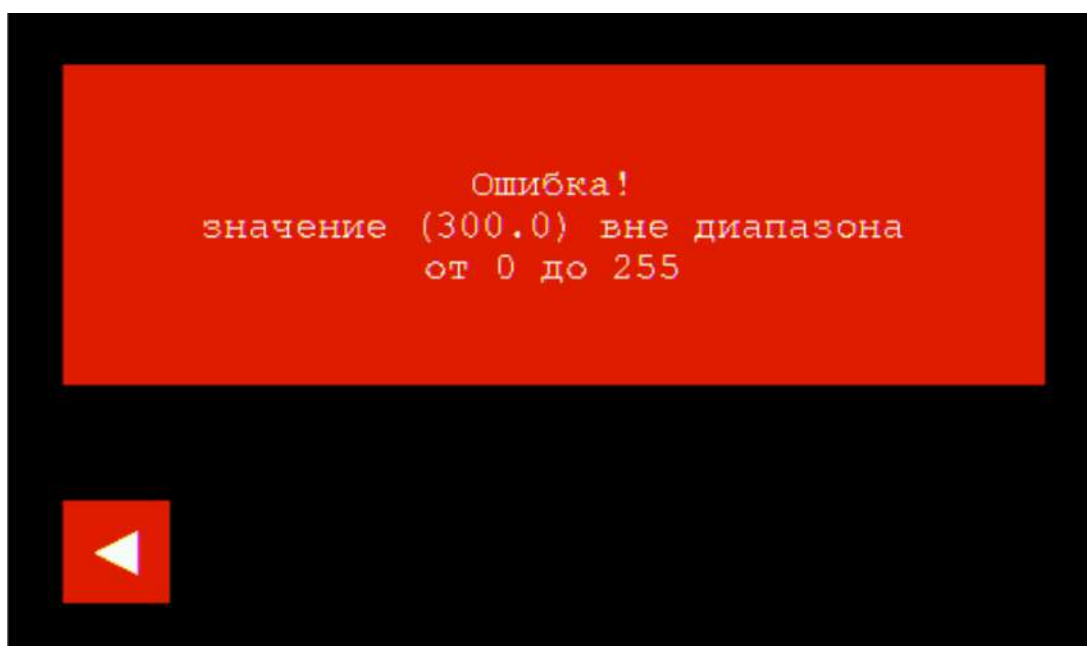 Ошибка!
значение (300.0) вне диапазона
от 0 до 255